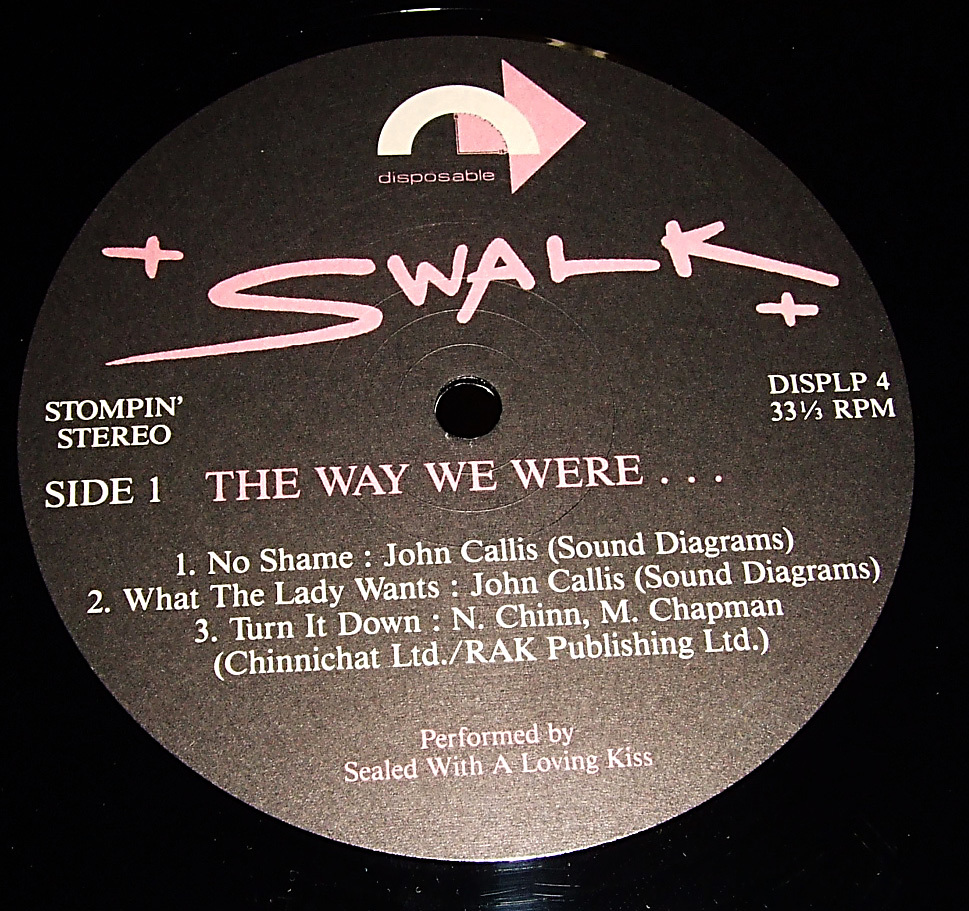 disposable
+SWALK+
STOMPIN'
STEREO
DISPLP 4
33⅓ RPM
SIDE 1 THE WAY WE WERE . . .
1. No Shame : John Callis (Sound Diagrams)
2. What The Lady Wants : John Callis (Sound Diagrams)
3. Turn It Down : N. Chinn, M. Chapman
(Chinnichat Ltd./RAK Publishing Ltd.)
Performed by
Sealed With A Loving Kiss